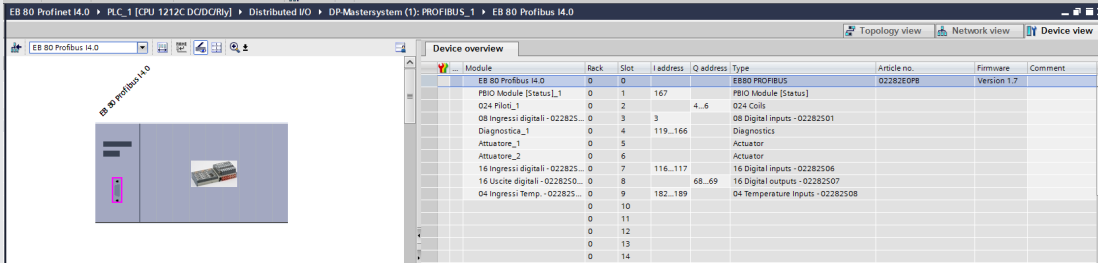 EB 80 Profinet I4.0 ▸ PLC_1 [CPU 1212C DC/DC/Rly] ▸ Distributed I/O ▸ DP-Mastersystem (1): PROFIBUS_1 ▸ EB 80 Profibus I4.0
Topology view Network view Device view
EB 80 Profibus I4.0
Device overview
... Module Rack Slot I address Q address Type Article no. Firmware Comment
EB 80 Profibus I4.0 0 0 EB80 PROFIBUS 02282E0PB Version 1.7
PBIO Module [Status]_1 0 1 167 PBIO Module [Status]
024 Piloti_1 0 2 4...6 024 Coils
08 Ingressi digitali - 02282S... 0 3 3 08 Digital inputs - 02282S01
Diagnostica_1 0 4 119...166 Diagnostics
Attuatore_1 0 5 Actuator
Attuatore_2 0 6 Actuator
16 Ingressi digitali - 02282S... 0 7 116...117 16 Digital inputs - 02282S06
16 Uscite digitali - 02282S0... 0 8 68...69 16 Digital outputs - 02282S07
04 Ingressi Temp. - 02282S... 0 9 182...189 04 Temperature Inputs - 02282S08
0 10
0 11
0 12
0 13
0 14
EB 80 Profibus I4.0